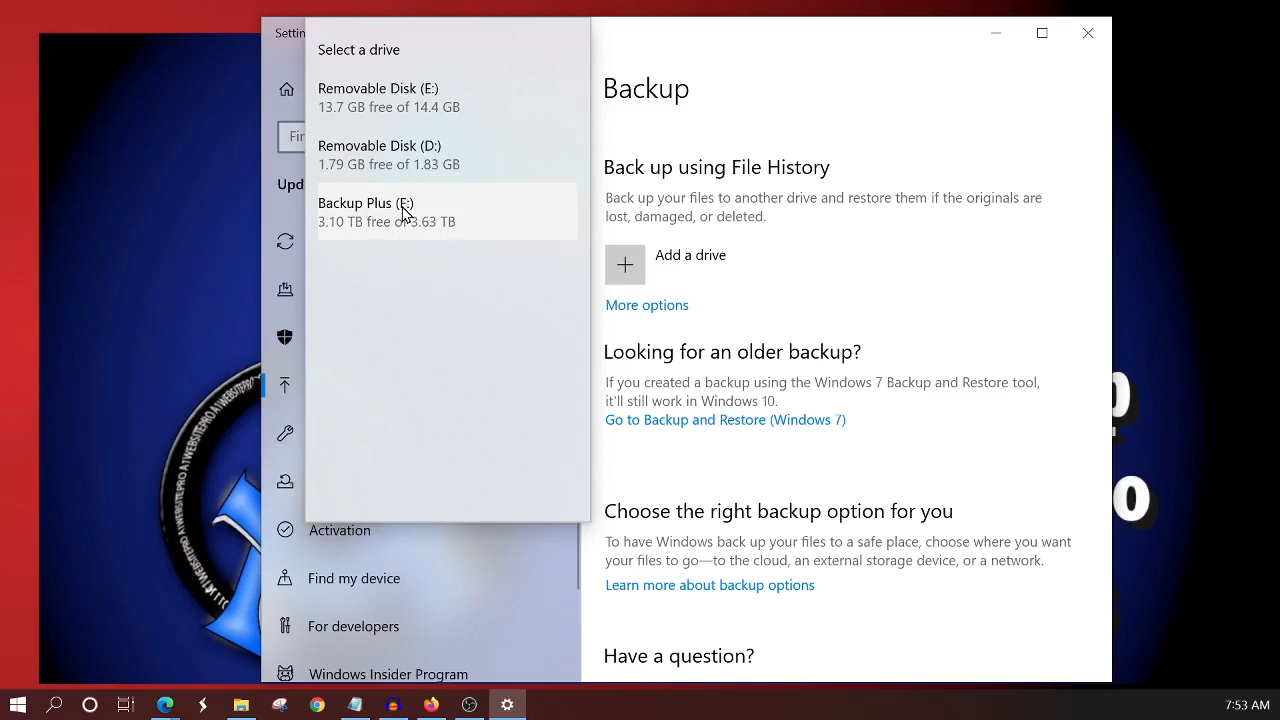 Settin
Select a drive
Removable Disk (E:)
13.7 GB free of 14.4 GB
Removable Disk (D:)
1.79 GB free of 1.83 GB
Backup Plus
3.10 TB free of 3.63 TB
Fin
Upd
Activation
Find my device
For developers
Windows Insider Program
Backup
Back up using File History
Back up your files to another drive and restore them if the originals are
lost, damaged, or deleted.
Add a drive
More options
Looking for an older backup?
If you created a backup using the Windows 7 Backup and Restore tool,
it'll still work in Windows 10.
Go to Backup and Restore (Windows 7)
Choose the right backup option for you
To have Windows back up your files to a safe place, choose where you want
your files to go—to the cloud, an external storage device, or a network.
Learn more about backup options
Have a question?
7:53 AM